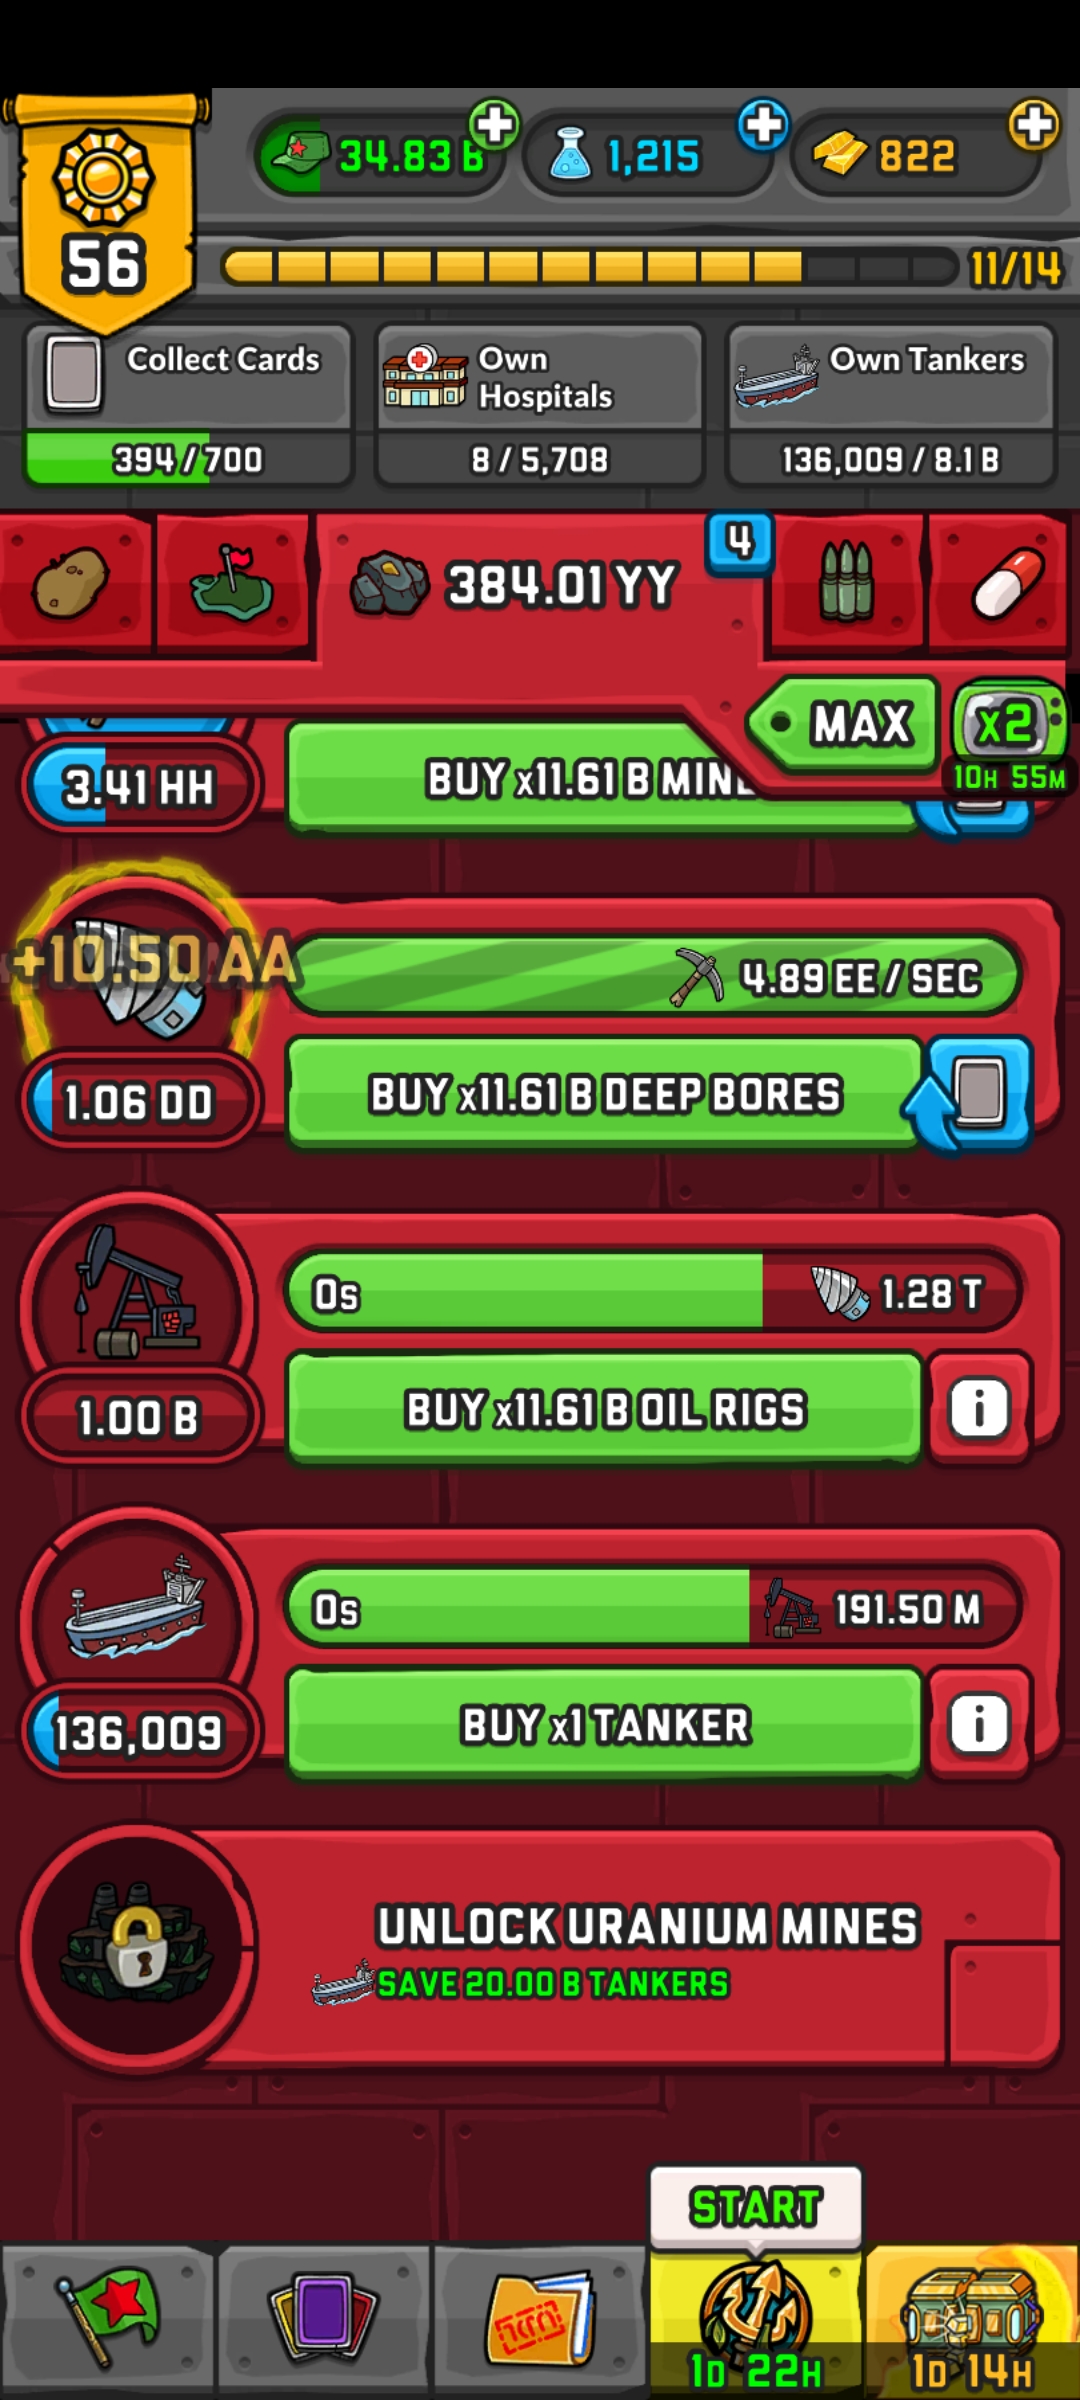 34.83 B
1,215
822
56
11/14
Collect Cards
394 / 700
Own
Hospitals
8 / 5,708
Own Tankers
136,009 / 8.1 B
384.01 YY
4
MAX
x2
10H 55M
3.41 HH
BUY x11.61 B
+10.50 AA
4.89 EE / SEC
1.06 DD
BUY x11.61 B DEEP BORES
0s
1.28 T
1.00 B
BUY x11.61 B OIL RIGS
i
0s
191.50 M
136,009
BUY x1 TANKER
i
UNLOCK URANIUM MINES
SAVE 20.00 B TANKERS
START
1D 22H
1D 14H